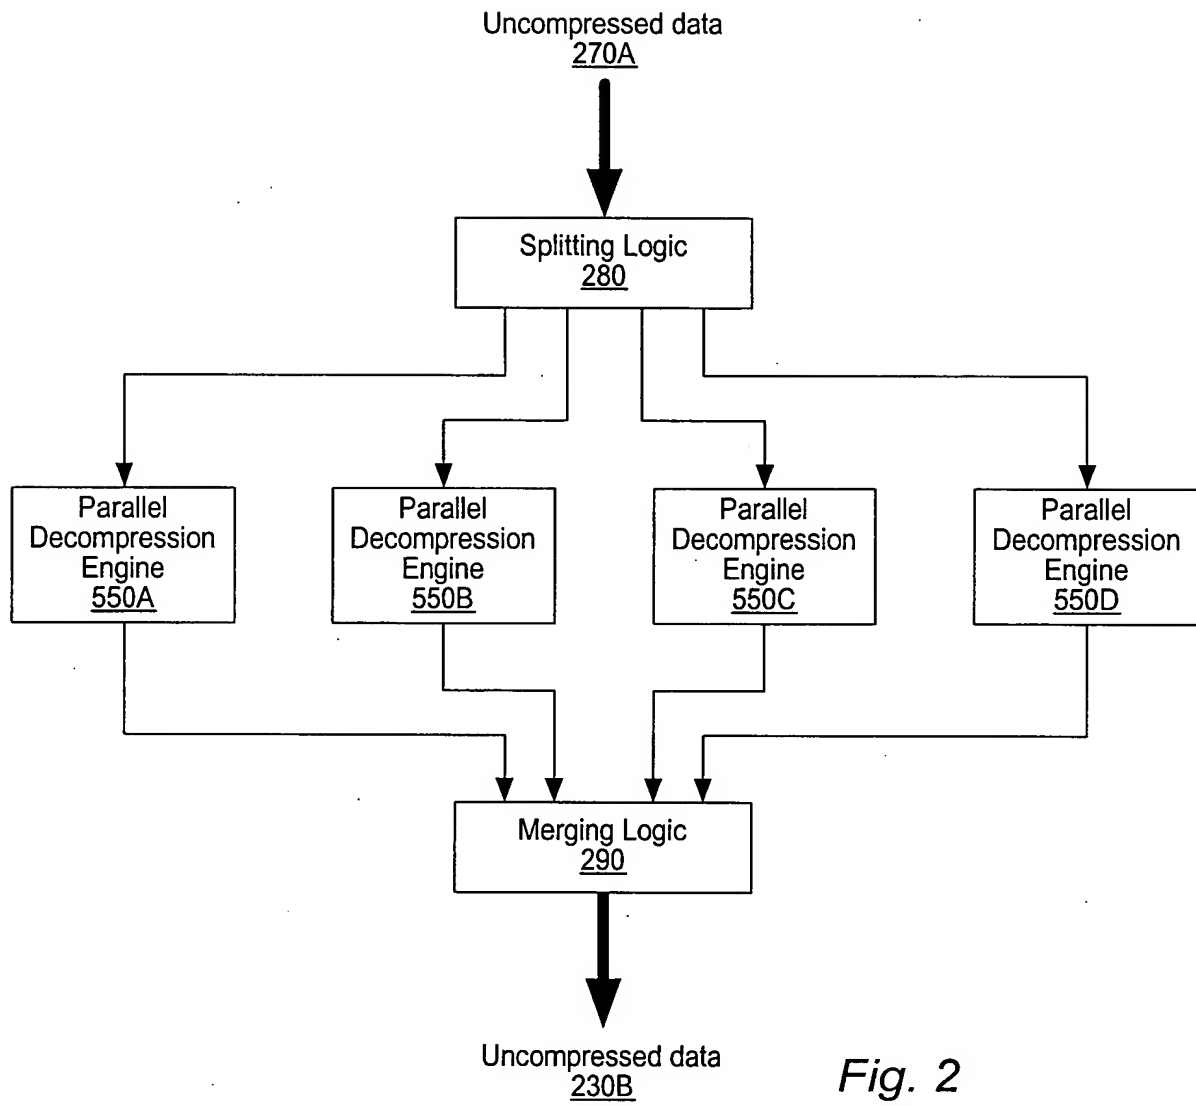 Uncompressed data
270A
Splitting Logic
280
Parallel
Decompression
Engine
550A
Parallel
Decompression
Engine
550B
Parallel
Decompression
Engine
550C
Parallel
Decompression
Engine
550D
Merging Logic
290
Uncompressed data
230B
Fig. 2